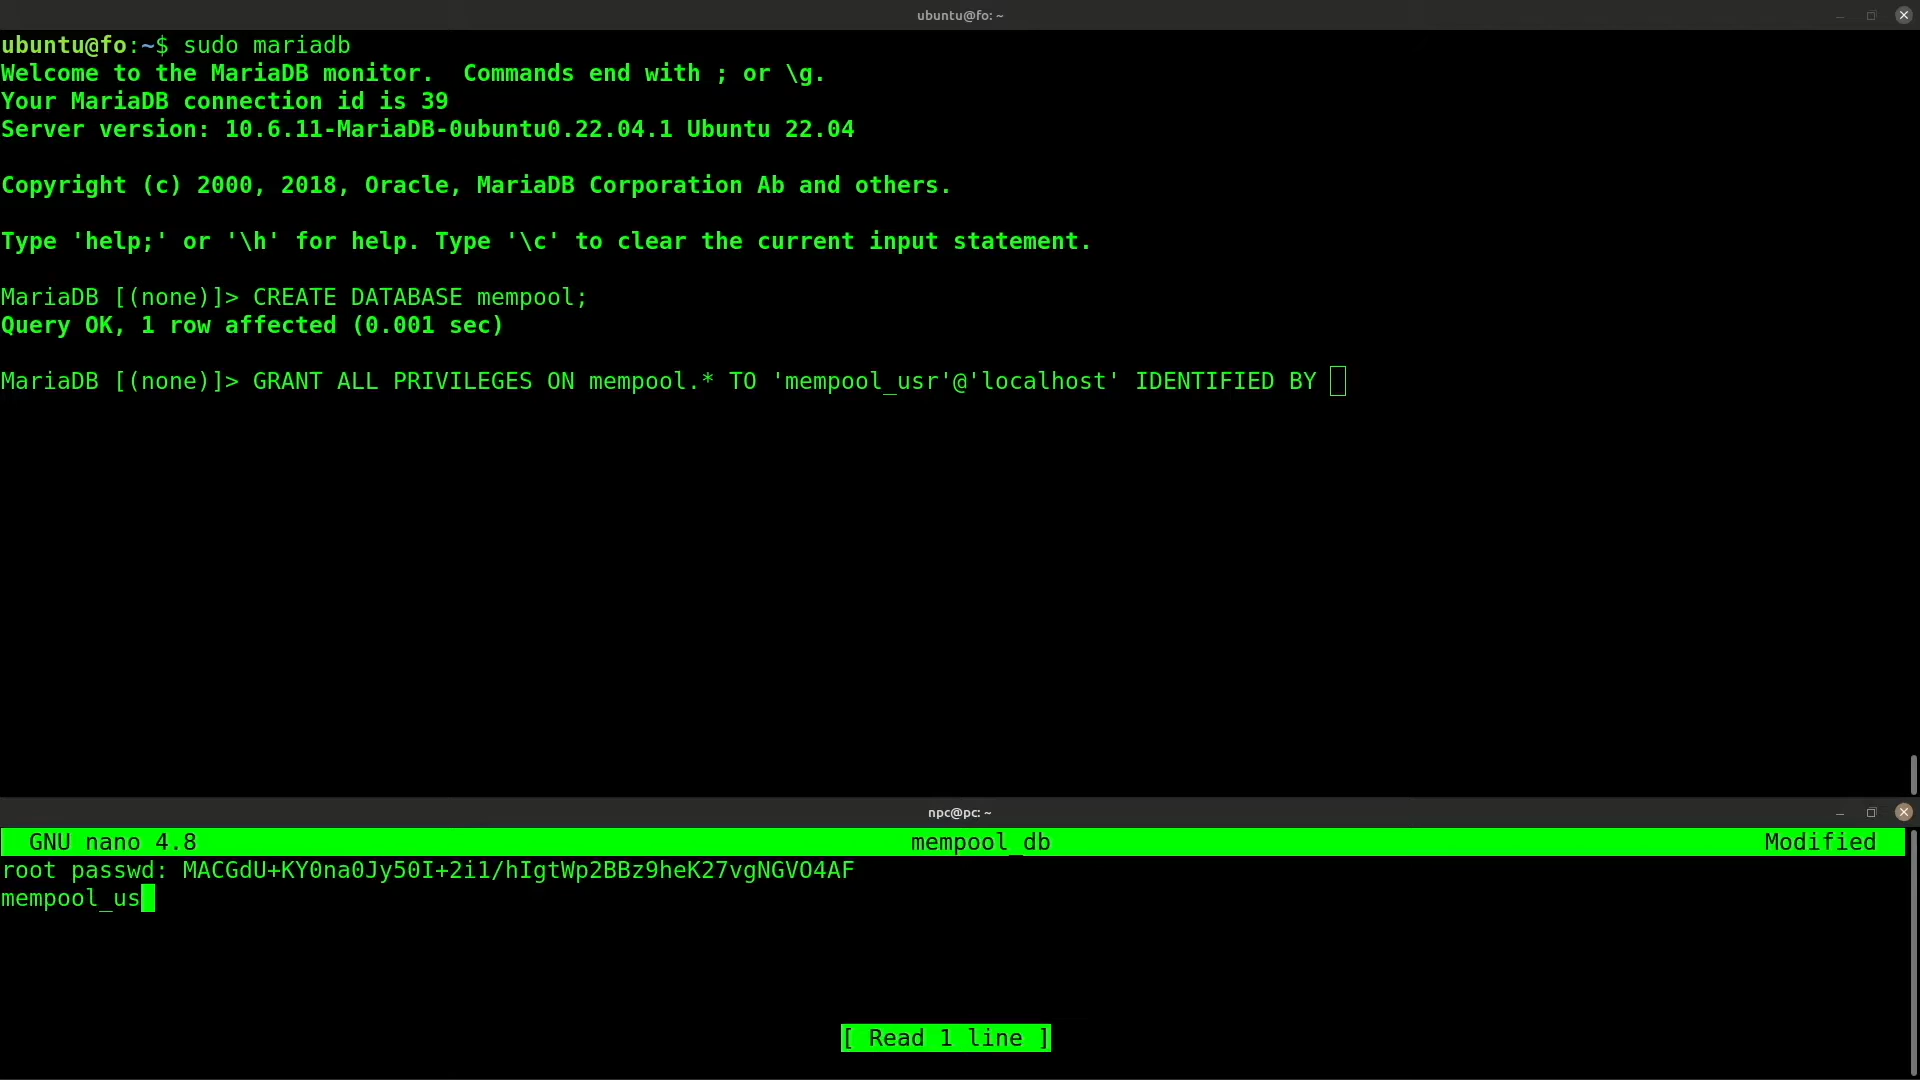 ubuntu@fo: ~
ubuntu@fo:~$ sudo mariadb
Welcome to the MariaDB monitor.  Commands end with ; or \g.
Your MariaDB connection id is 39
Server version: 10.6.11-MariaDB-0ubuntu0.22.04.1 Ubuntu 22.04
Copyright (c) 2000, 2018, Oracle, MariaDB Corporation Ab and others.
Type 'help;' or '\h' for help. Type '\c' to clear the current input statement.
MariaDB [(none)]> CREATE DATABASE mempool;
Query OK, 1 row affected (0.001 sec)
MariaDB [(none)]> GRANT ALL PRIVILEGES ON mempool.* TO 'mempool_usr'@'localhost' IDENTIFIED BY
npc@pc: ~
GNU nano 4.8 mempool_db Modified
root passwd: MACGdU+KY0na0Jy50I+2i1/hIgtWp2BBz9heK27vgNGVO4AF
mempool_us
[ Read 1 line ]